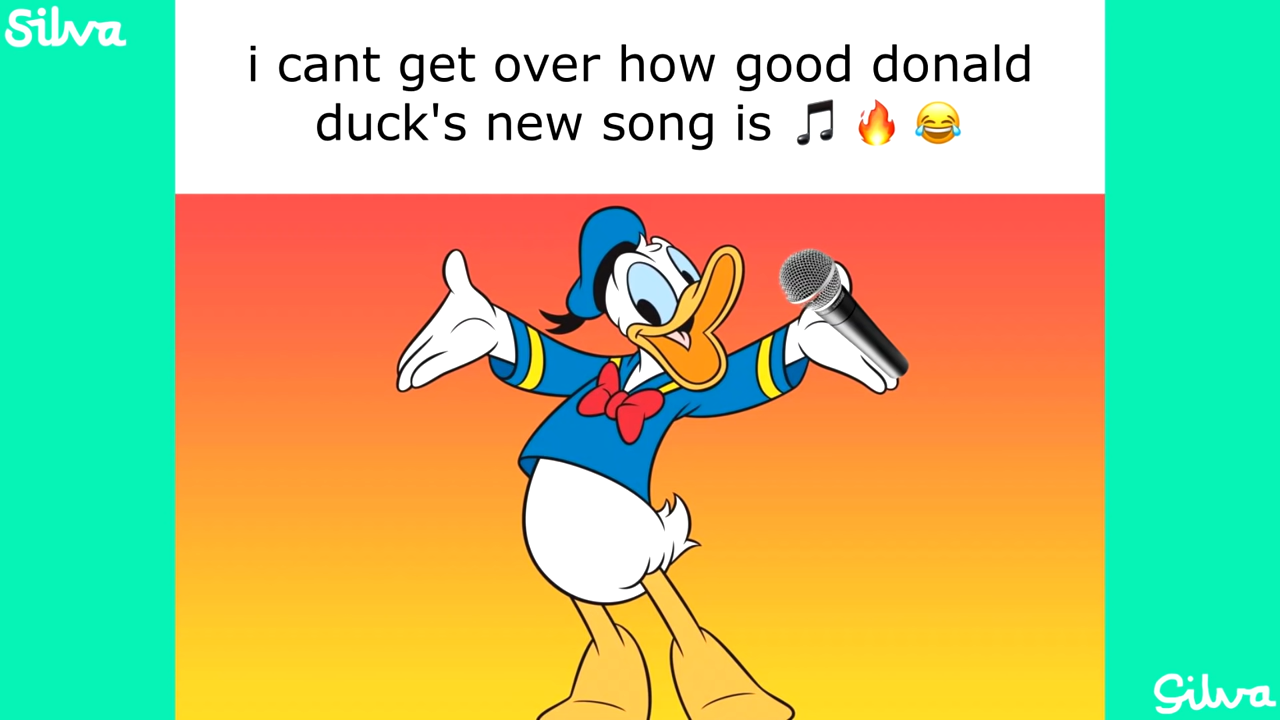 Silva
i cant get over how good donald
duck's new song is 🎵 🔥 😂
Silva